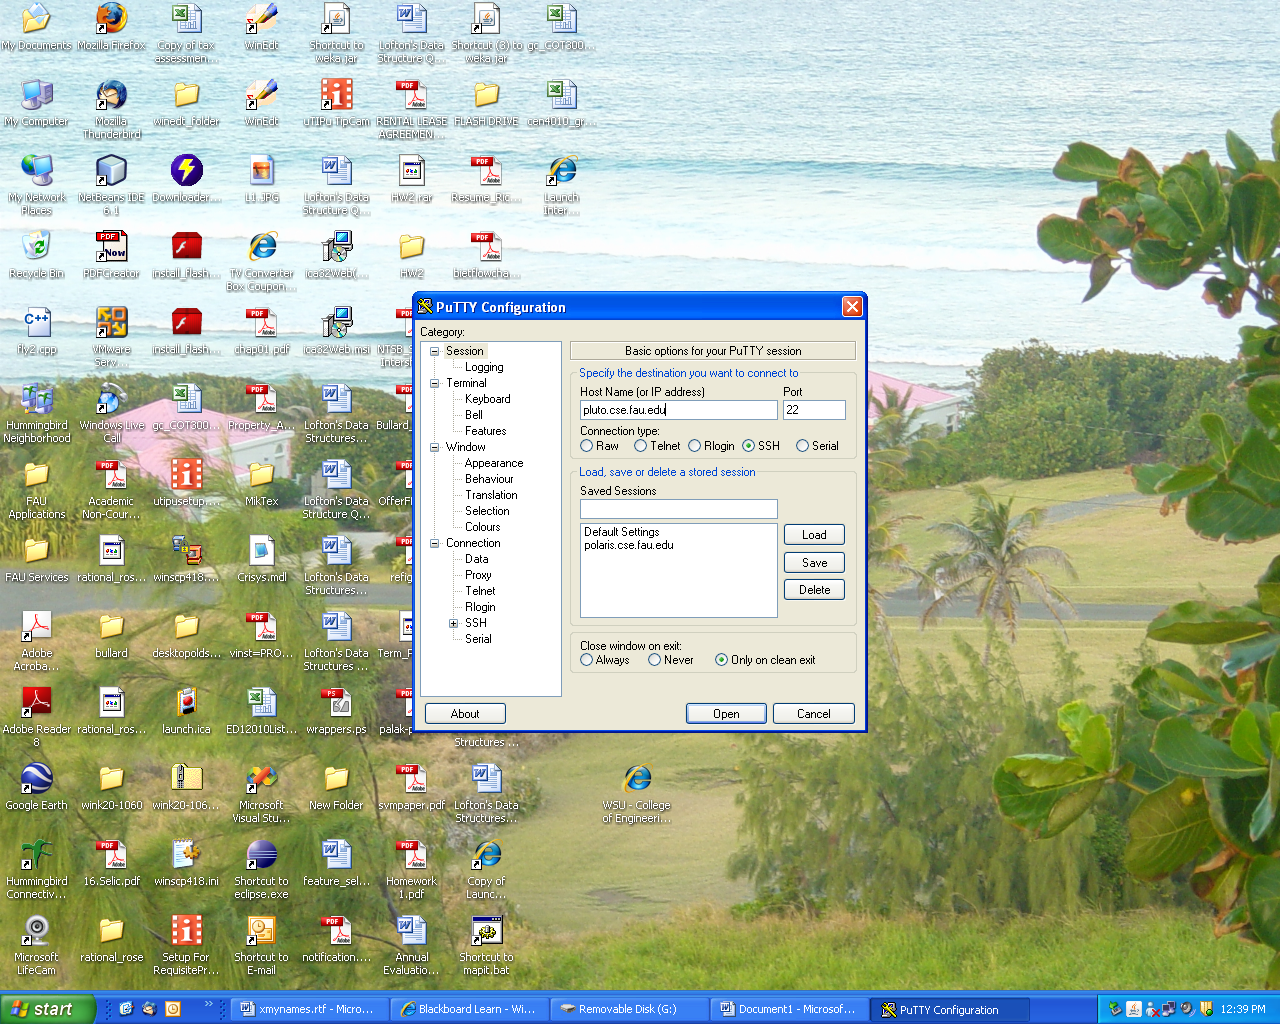 My Documents
Mozilla Firefox
Copy of tax
assessmen...
WinEdt
Shortcut to
weka.jar
Lofton's Data
Structure Q...
Shortcut (3) to
weka.jar
gc_COT300...
My Computer
Mozilla
Thunderbird
winedt_folder
WinEdt
uTIPu TipCam
RENTAL LEASE
AGREEMEN...
FLASH DRIVE
cen4010_gr...
My Network
Places
NetBeans IDE
6.1
Downloader...
L1.JPG
Lofton's Data
Structure Q...
HW2.rar
Resume_Ric...
Launch
Inter...
Recycle Bin
PDFCreator
install_flash...
TV Converter
Box Coupon...
ica32Web(...
HW2
bietflowcha...
fly2.cpp
VMware
Serv...
install_flash...
chap01.pdf
ica32Web.msi
NTSB_S
Intersh
Hummingbird
Neighborhood
Windows Live
Call
gc_COT300...
Property_A...
Lofton's Data
Structures...
Bullard_
FAU
Applications
Academic
Non-Cour...
utipusetup...
MikTex
Lofton's Data
Structure Q...
OfferFl
FAU Services
rational_ros...
winscp418....
Crisys.mdl
Lofton's Data
Structures...
refig
Adobe
Acroba...
bullard
desktopolds...
vinst=PRO...
Lofton's Data
Structures ...
Term_P
Adobe Reader
8
rational_ros...
launch.ica
ED12010List...
wrappers.ps
palak-p
Structures ...
Google Earth
wink20-1060
wink20-106...
Microsoft
Visual Stu...
New Folder
svmpaper.pdf
Lofton's Data
Structures...
WSU - College
of Engineeri...
Hummingbird
Connectiv...
16.Selic.pdf
winscp418.ini
Shortcut to
eclipse.exe
feature_sel...
Homework
1.pdf
Copy of
Launc...
Microsoft
LifeCam
rational_rose
Setup For
RequisitePr...
Shortcut to
E-mail
notification....
Annual
Evaluatio...
Shortcut to
mapit.bat
PuTTY Configuration
Category:
Session
Logging
Terminal
Keyboard
Bell
Features
Window
Appearance
Behaviour
Translation
Selection
Colours
Connection
Data
Proxy
Telnet
Rlogin
SSH
Serial
Basic options for your PuTTY session
Specify the destination you want to connect to
Host Name (or IP address) Port
pluto.cse.fau.edu 22
Connection type:
Raw Telnet Rlogin SSH Serial
Load, save or delete a stored session
Saved Sessions
Default Settings
polaris.cse.fau.edu
Load
Save
Delete
Close window on exit:
Always Never Only on clean exit
About Open Cancel
start
xmynames.rtf - Micro...
Blackboard Learn - Wi...
Removable Disk (G:)
Document1 - Microsof...
PuTTY Configuration
12:39 PM